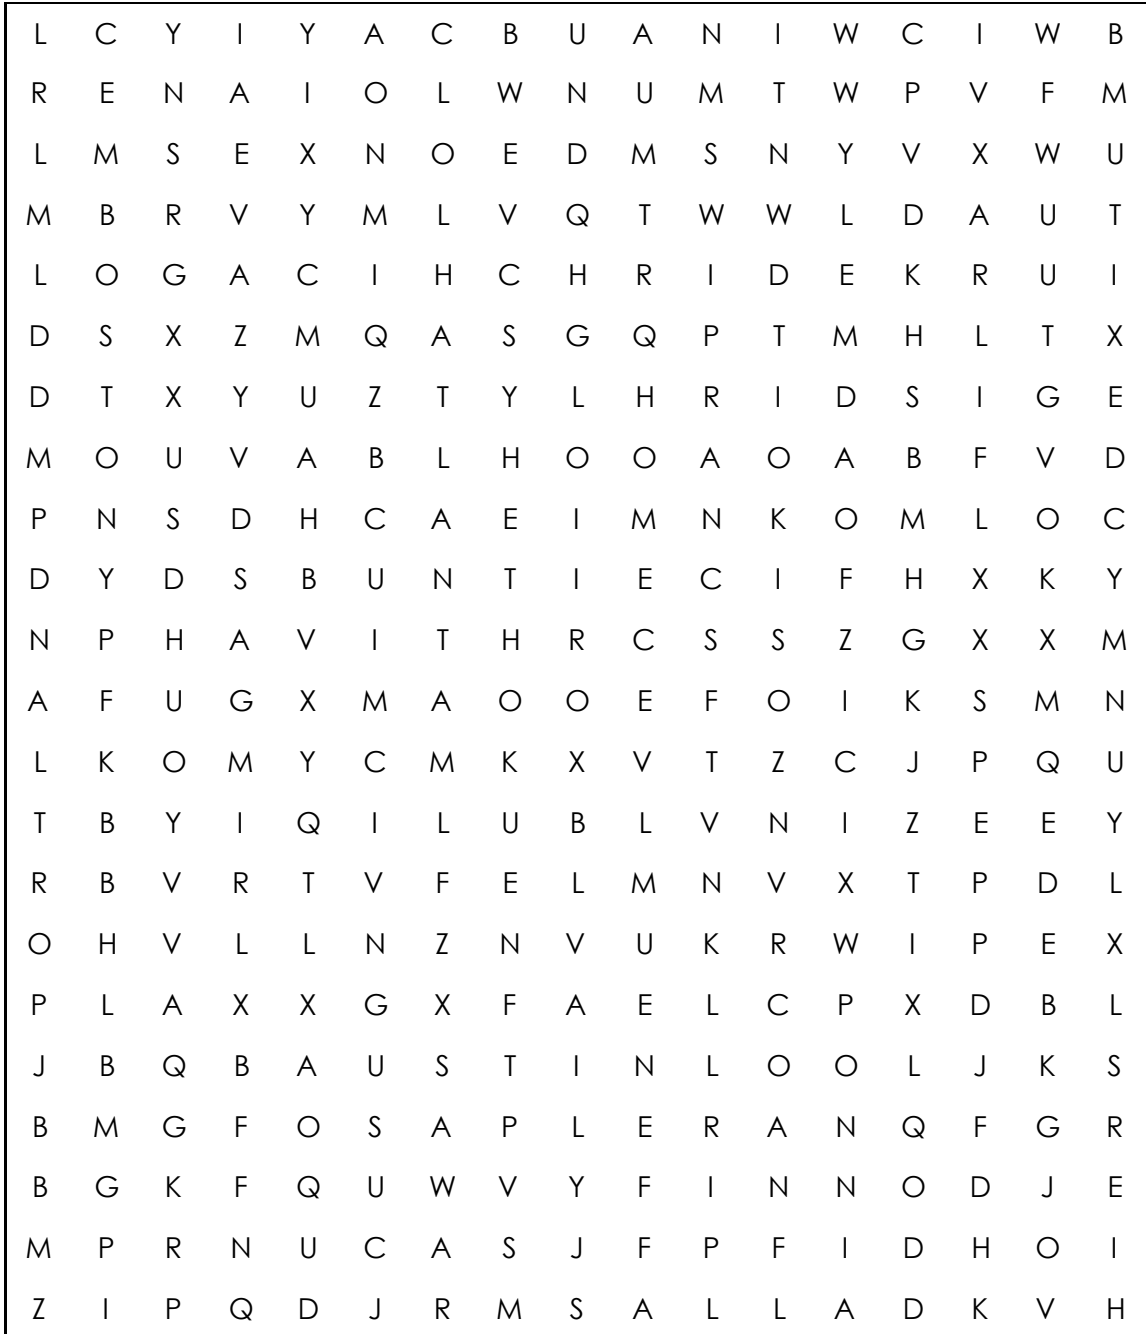 L C Y I Y A C B U A N I W C I W B
R E N A I O L W N U M T W P V F M
L M S E X N O E D M S N Y V X W U
M B R V Y M L V Q T W W L D A U T
L O G A C I H C H R I D E K R U I
D S X Z M Q A S G Q P T M H L T X
D T X Y U Z T Y L H R I D S I G E
M O U V A B L H O O A O A B F V D
P N S D H C A E I M N K O M L O C
D Y D S B U N T I E C I F H X K Y
N P H A V I T H R C S S Z G X X M
A F U G X M A O O E F O I K S M N
L K O M Y C M K X V T Z C J P Q U
T B Y I Q I L U B L V N I Z E E Y
R B V R T V F E L M N V X T P D L
O H V L L N Z N V U K R W I P E X
P L A X X G X F A E L C P X D B L
J B Q B A U S T I N L O O L J K S
B M G F O S A P L E R A N Q F G R
B G K F Q U W V Y F I N N O D J E
M P R N U C A S J F P F I D H O I
Z I P Q D J R M S A L L A D K V H